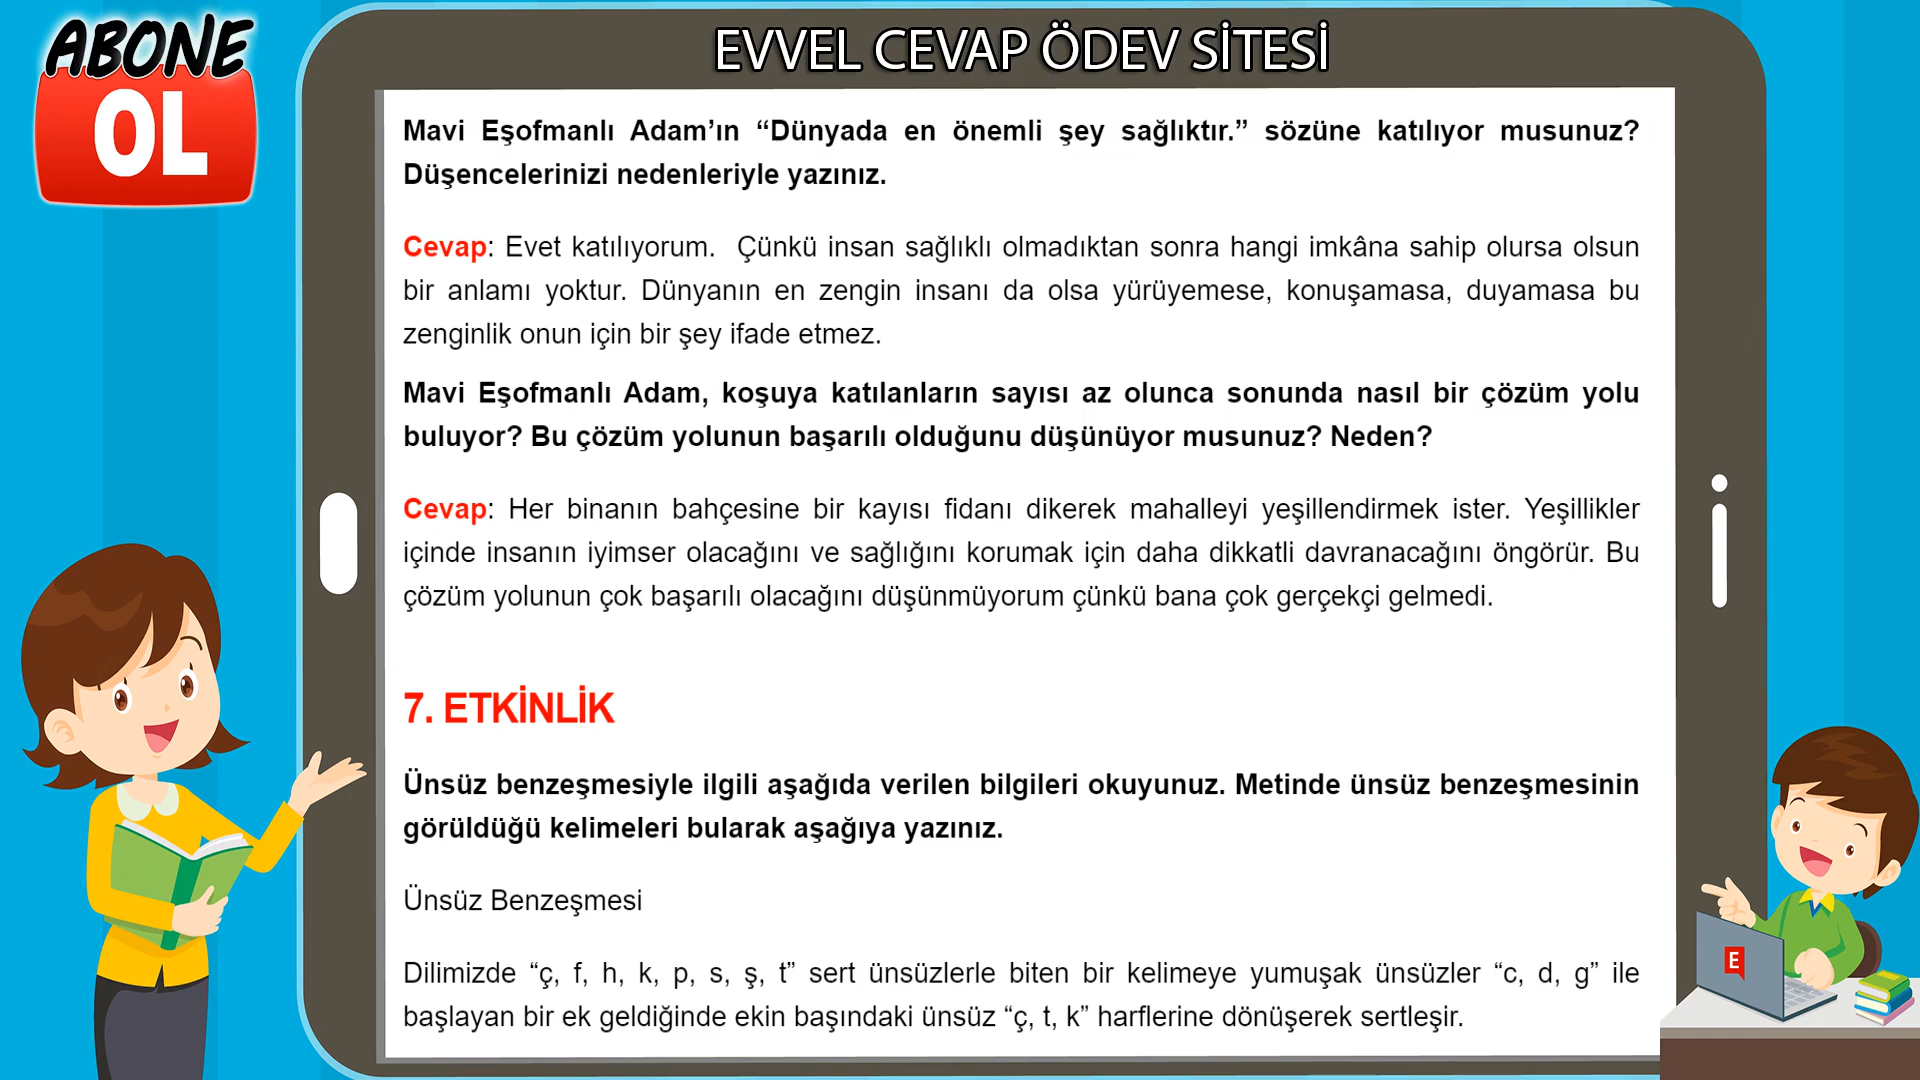 ABONE
OL
EVVEL CEVAP ÖDEV SİTESİ
Mavi Eşofmanlı Adam’ın “Dünyada en önemli şey sağlıktır.” sözüne katılıyor musunuz?
Düşencelerinizi nedenleriyle yazınız.
Cevap: Evet katılıyorum.  Çünkü insan sağlıklı olmadıktan sonra hangi imkâna sahip olursa olsun
bir anlamı yoktur. Dünyanın en zengin insanı da olsa yürüyemese, konuşamasa, duyamasa bu
zenginlik onun için bir şey ifade etmez.
Mavi Eşofmanlı Adam, koşuya katılanların sayısı az olunca sonunda nasıl bir çözüm yolu
buluyor? Bu çözüm yolunun başarılı olduğunu düşünüyor musunuz? Neden?
Cevap: Her binanın bahçesine bir kayısı fidanı dikerek mahalleyi yeşillendirmek ister. Yeşillikler
içinde insanın iyimser olacağını ve sağlığını korumak için daha dikkatli davranacağını öngörür. Bu
çözüm yolunun çok başarılı olacağını düşünmüyorum çünkü bana çok gerçekçi gelmedi.
7. ETKİNLİK
Ünsüz benzeşmesiyle ilgili aşağıda verilen bilgileri okuyunuz. Metinde ünsüz benzeşmesinin
görüldüğü kelimeleri bularak aşağıya yazınız.
Ünsüz Benzeşmesi
Dilimizde “ç, f, h, k, p, s, ş, t” sert ünsüzlerle biten bir kelimeye yumuşak ünsüzler “c, d, g” ile
başlayan bir ek geldiğinde ekin başındaki ünsüz “ç, t, k” harflerine dönüşerek sertleşir.
E